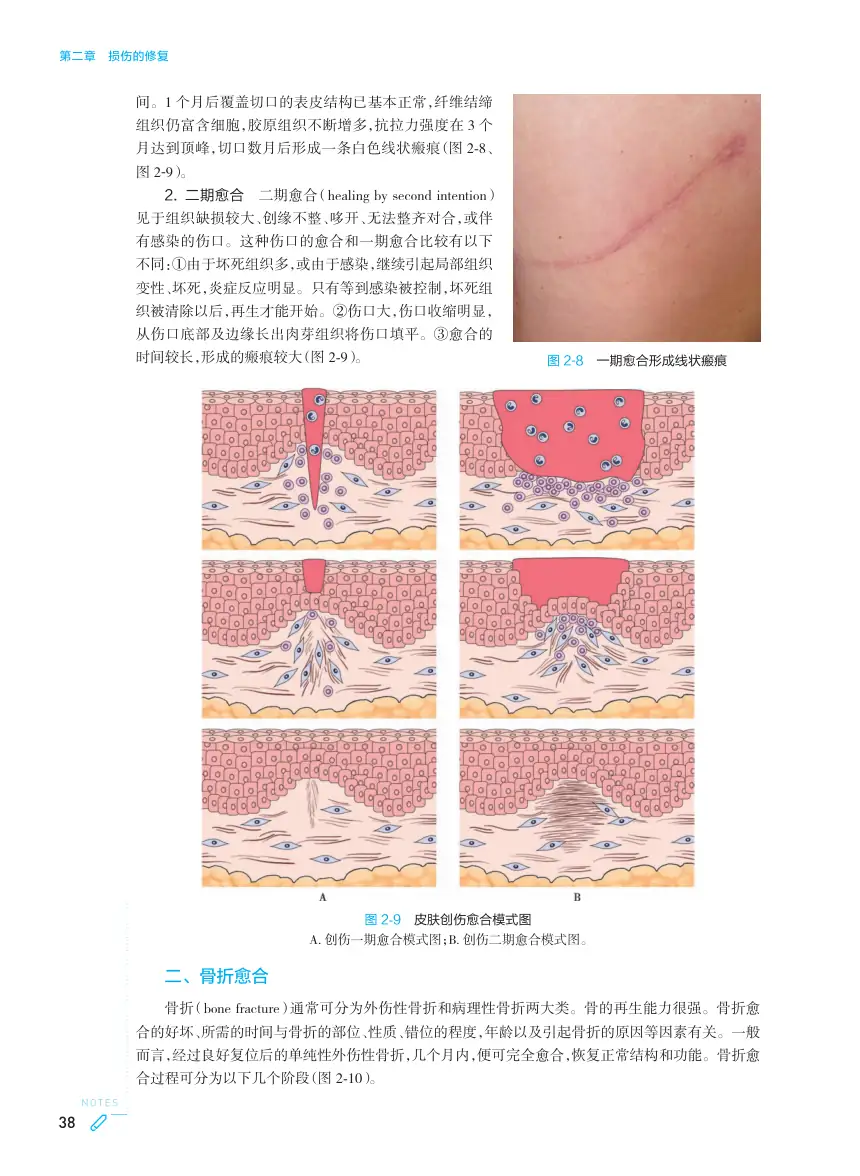 第二章 损伤的修复
间。1个月后覆盖切口的表皮结构已基本正常,纤维结缔
组织仍富含细胞,胶原组织不断增多,抗拉力强度在3个
月达到顶峰,切口数月后形成一条白色线状瘢痕(图2-8、
图2-9)。
2. 二期愈合 二期愈合(healing by second intention)
见于组织缺损较大、创缘不整、哆开、无法整齐对合,或伴
有感染的伤口。这种伤口的愈合和一期愈合比较有以下
不同:①由于坏死组织多,或由于感染,继续引起局部组织
变性、坏死,炎症反应明显。只有等到感染被控制,坏死组
织被清除以后,再生才能开始。②伤口大,伤口收缩明显,
从伤口底部及边缘长出肉芽组织将伤口填平。③愈合的
时间较长,形成的瘢痕较大(图2-9)。
图2-8 一期愈合形成线状瘢痕
A
B
图2-9 皮肤创伤愈合模式图
A. 创伤一期愈合模式图;B. 创伤二期愈合模式图。
二、骨折愈合
骨折(bone fracture)通常可分为外伤性骨折和病理性骨折两大类。骨的再生能力很强。骨折愈
合的好坏、所需的时间与骨折的部位、性质、错位的程度,年龄以及引起骨折的原因等因素有关。一般
而言,经过良好复位后的单纯性外伤性骨折,几个月内,便可完全愈合,恢复正常结构和功能。骨折愈
合过程可分为以下几个阶段(图2-10)。
NOTES
38